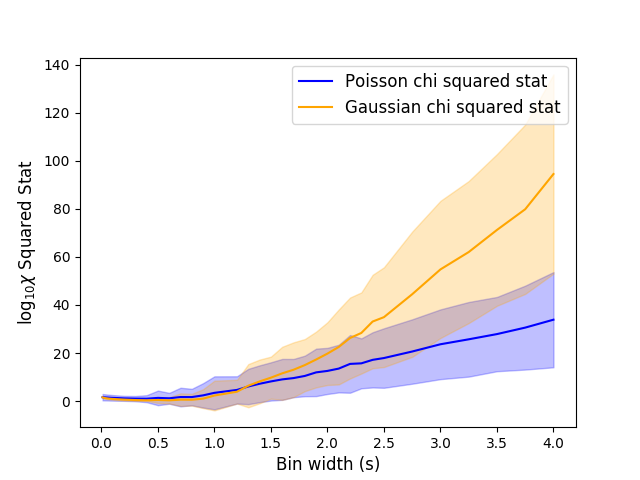 140
120
100
80
60
40
20
0
log₁₀χ Squared Stat
Poisson chi squared stat
Gaussian chi squared stat
0.0 0.5 1.0 1.5 2.0 2.5 3.0 3.5 4.0
Bin width (s)